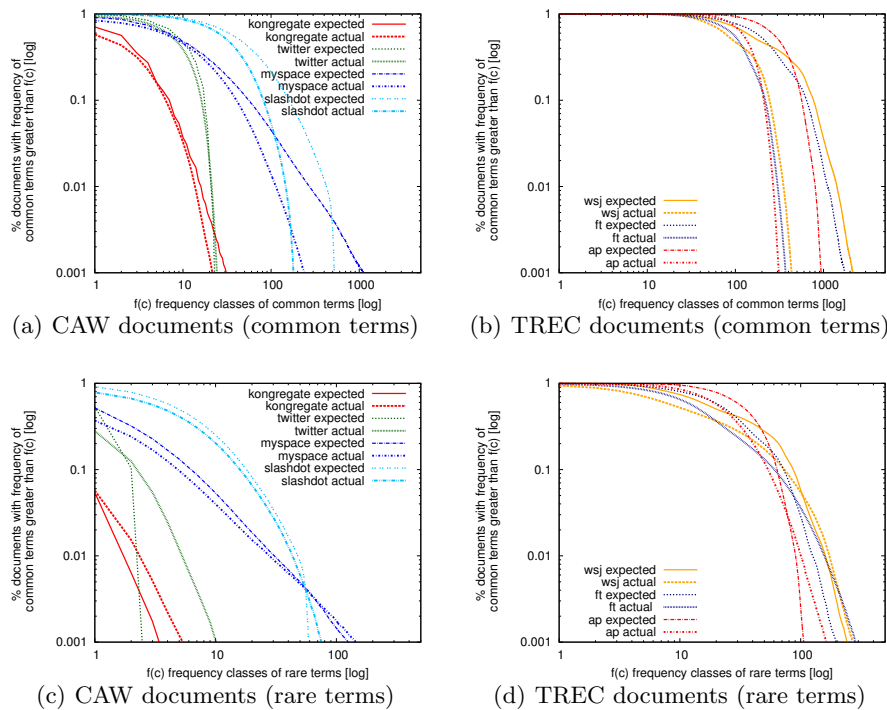 % documents with frequency of
common terms greater than f(c) [log]
1
0.1
0.01
0.001
1 10 100 1000
f(c) frequency classes of common terms [log]
kongregate expected
kongregate actual
twitter expected
twitter actual
myspace expected
myspace actual
slashdot expected
slashdot actual
(a) CAW documents (common terms)
% documents with frequency of
common terms greater than f(c) [log]
1
0.1
0.01
0.001
1 10 100 1000
f(c) frequency classes of common terms [log]
wsj expected
wsj actual
ft expected
ft actual
ap expected
ap actual
(b) TREC documents (common terms)
% documents with frequency of
common terms greater than f(c) [log]
1
0.1
0.01
0.001
1 10 100
f(c) frequency classes of rare terms [log]
kongregate expected
kongregate actual
twitter expected
twitter actual
myspace expected
myspace actual
slashdot expected
slashdot actual
(c) CAW documents (rare terms)
% documents with frequency of
common terms greater than f(c) [log]
1
0.1
0.01
0.001
1 10 100
f(c) frequency classes of rare terms [log]
wsj expected
wsj actual
ft expected
ft actual
ap expected
ap actual
(d) TREC documents (rare terms)